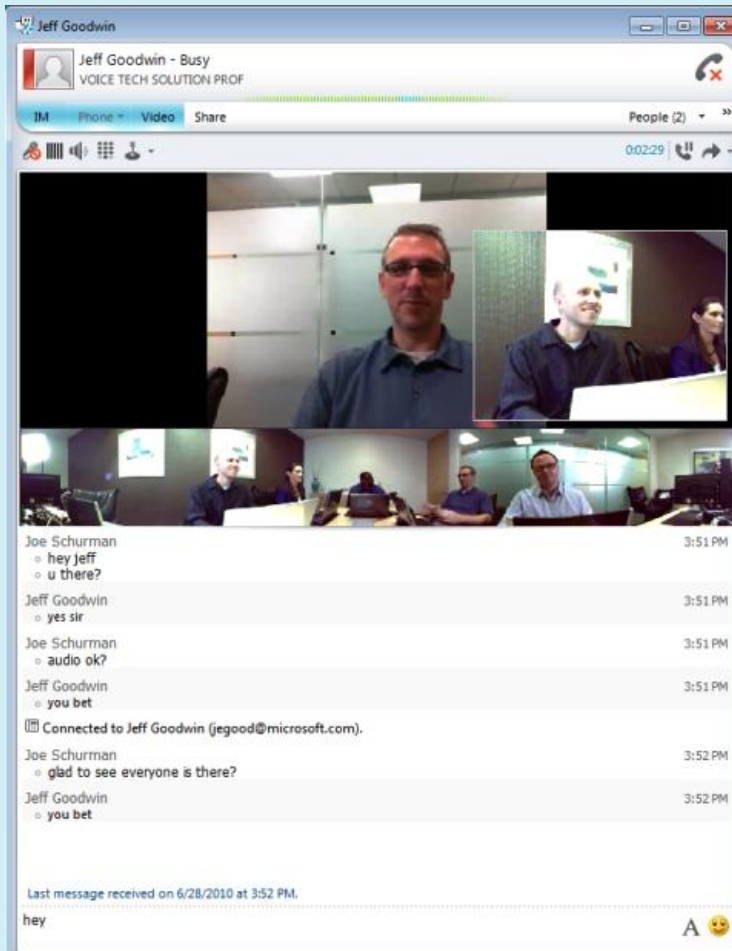 Jeff Goodwin
Jeff Goodwin - Busy
VOICE TECH SOLUTION PROF
IM Phone Video Share People (2) »
0:02:29
Joe Schurman 3:51 PM
hey jeff
u there?
Jeff Goodwin 3:51 PM
yes sir
Joe Schurman 3:51 PM
audio ok?
Jeff Goodwin 3:51 PM
you bet
Connected to Jeff Goodwin (jegood@microsoft.com).
Joe Schurman 3:52 PM
glad to see everyone is there?
Jeff Goodwin 3:52 PM
you bet
Last message received on 6/28/2010 at 3:52 PM.
hey A